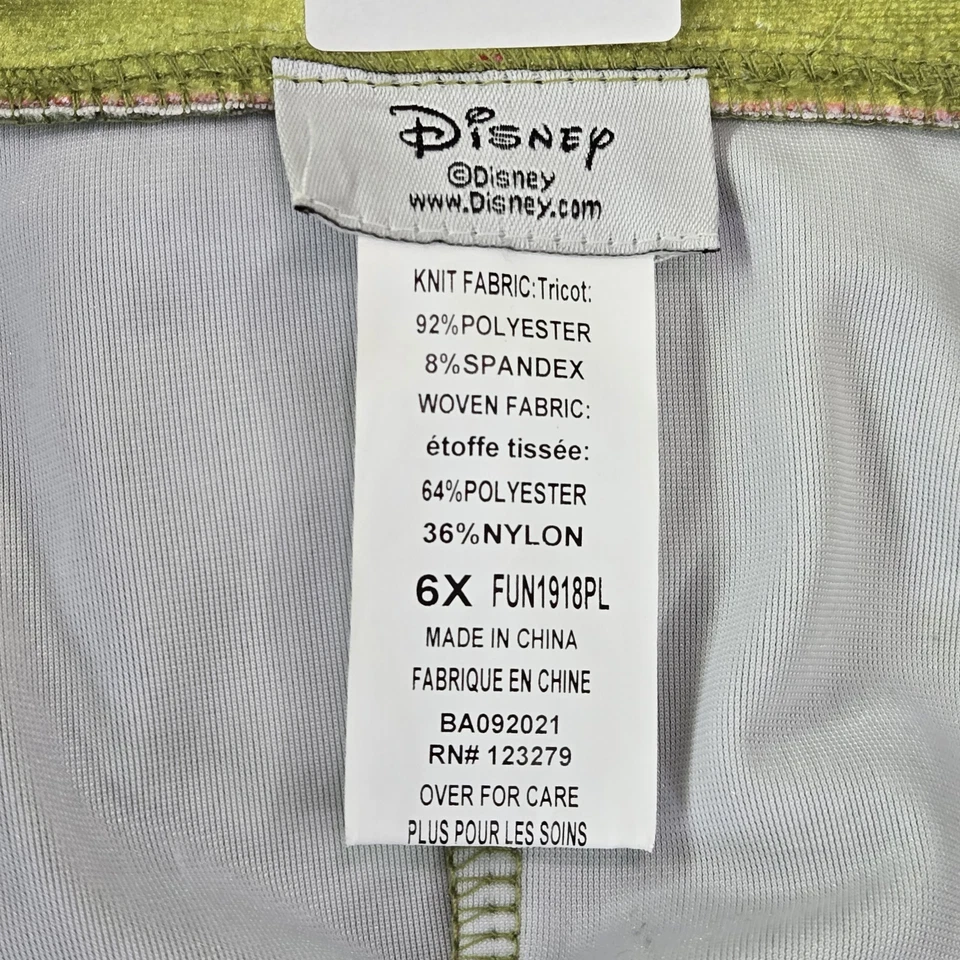 Disney
©Disney
www.Disney.com
KNIT FABRIC:Tricot:
92%POLYESTER
8%SPANDEX
WOVEN FABRIC:
étoffe tissée:
64%POLYESTER
36%NYLON
6X FUN1918PL
MADE IN CHINA
FABRIQUE EN CHINE
BA092021
RN# 123279
OVER FOR CARE
PLUS POUR LES SOINS